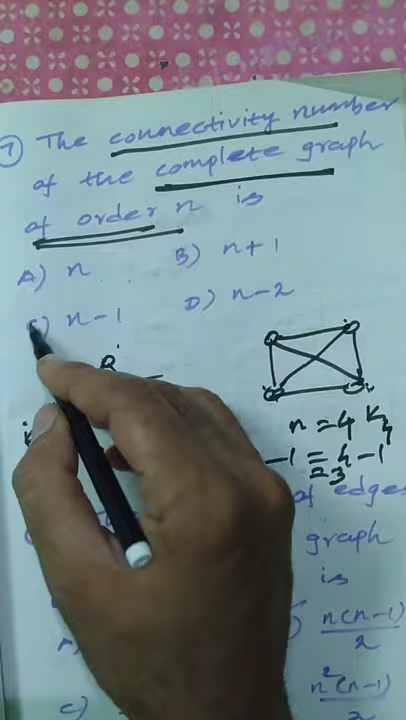 7) The connectivity number
of the complete graph
of order n is
A) n B) n+1
C) n-1 D) n-2
n = 4 K4
-1 = 4-1
=3
of edges
graph
is
n(n-1)/2
c) n²(n-1)/2